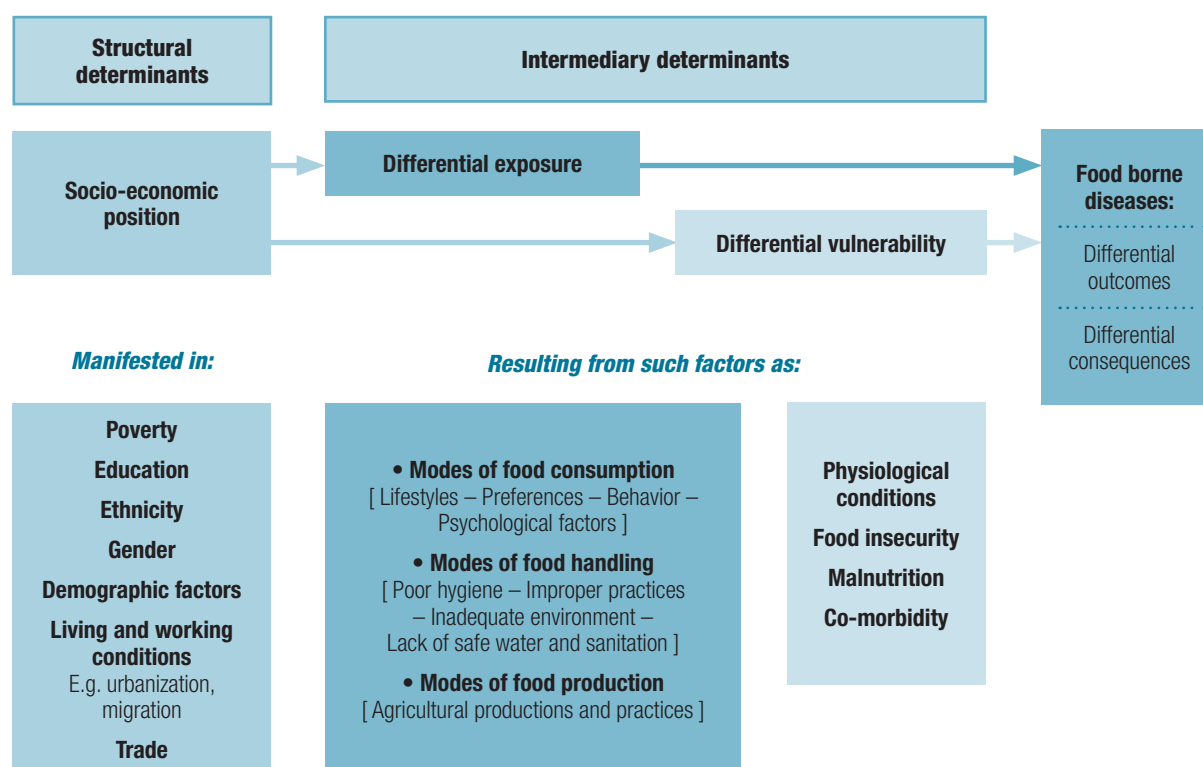 Structural
determinants
Intermediary determinants
Socio-economic
position
Differential exposure
Differential vulnerability
Food borne
diseases:
Differential
outcomes
Differential
consequences
Manifested in:
Resulting from such factors as:
Poverty
Education
Ethnicity
Gender
Demographic factors
Living and working
conditions
E.g. urbanization,
migration
Trade
• Modes of food consumption
[ Lifestyles – Preferences – Behavior –
Psychological factors ]
• Modes of food handling
[ Poor hygiene – Improper practices
– Inadequate environment –
Lack of safe water and sanitation ]
• Modes of food production
[ Agricultural productions and practices ]
Physiological
conditions
Food insecurity
Malnutrition
Co-morbidity